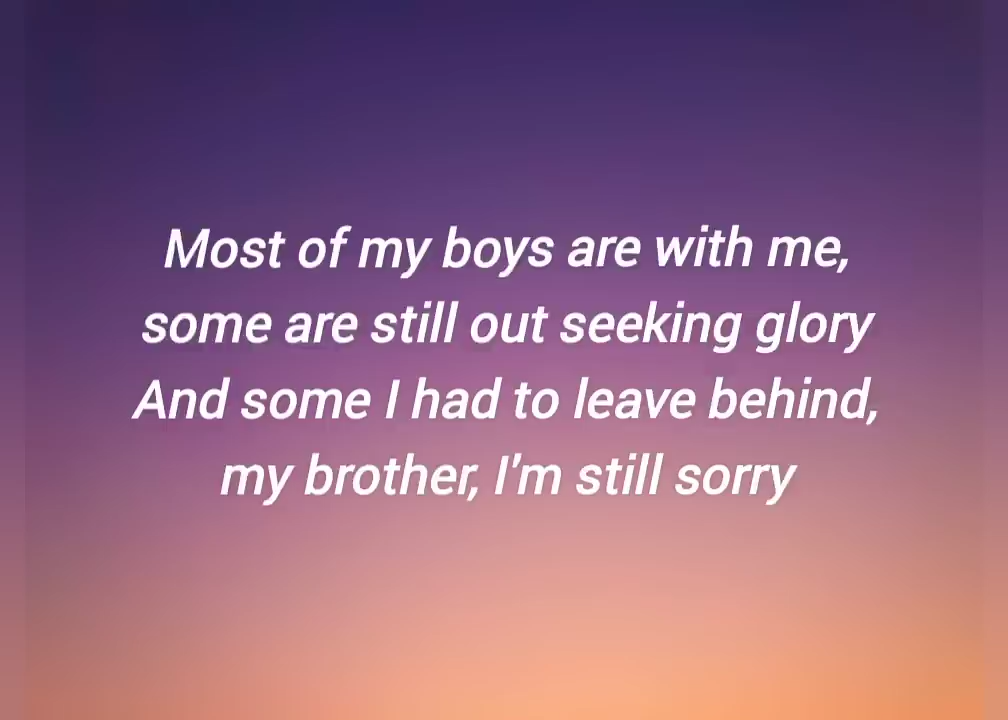 Most of my boys are with me,
some are still out seeking glory
And some I had to leave behind,
my brother, I'm still sorry